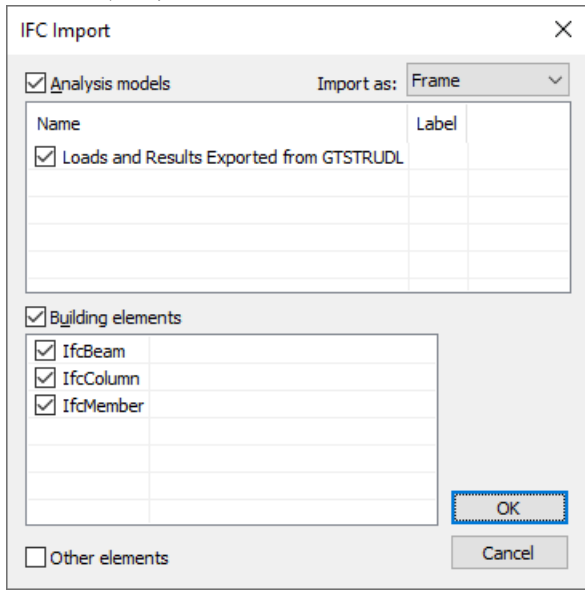 IFC Import
Analysis models Import as: Frame
Name Label
Loads and Results Exported from GTSTRUDL
Building elements
IfcBeam
IfcColumn
IfcMember
OK
Other elements Cancel